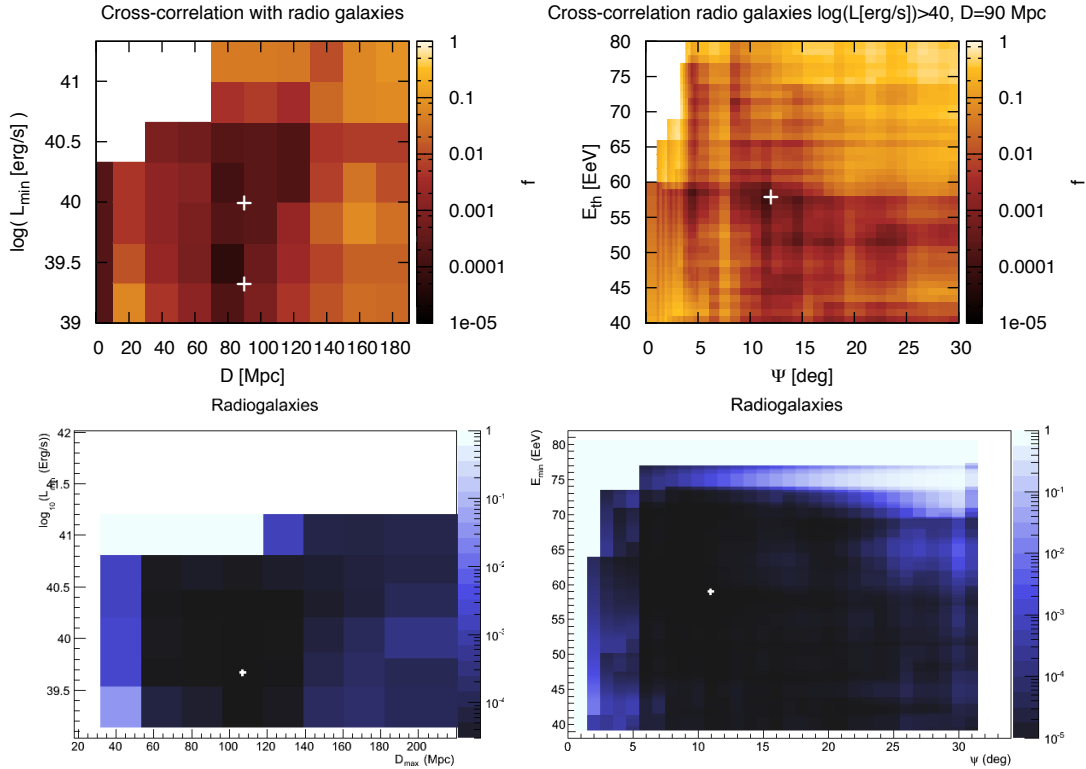 Cross-correlation with radio galaxies
41
40.5
40
39.5
39
log( L_min [erg/s])
0 20 40 60 80 100 120 140 160 180
D [Mpc]
1
0.1
0.01
0.001
0.0001
1e-05
f
Cross-correlation radio galaxies log(L[erg/s])>40, D=90 Mpc
80
75
70
65
60
55
50
45
40
E_th [EeV]
0 5 10 15 20 25 30
Ψ [deg]
1
0.1
0.01
0.001
0.0001
1e-05
f
Radiogalaxies
42
41.5
41
40.5
40
39.5
(Erg/s))
20 40 60 80 100 120 140 160 180 200
D_max (Mpc)
1
10^-1
10^-2
10^-3
10^-4
Radiogalaxies
80
75
70
65
60
55
50
45
40
E_min (EeV)
0 5 10 15 20 25 30
ψ (deg)
1
10^-1
10^-2
10^-3
10^-4
10^-5